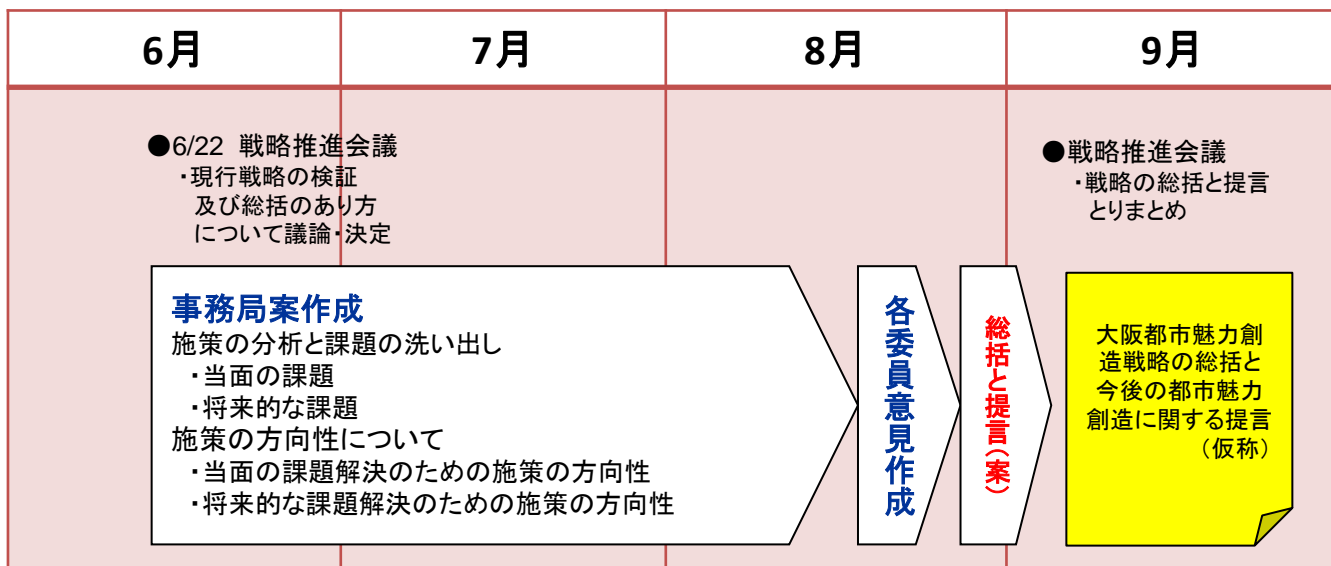 6月
7月
8月
9月
●6/22 戦略推進会議
・現行戦略の検証
及び総括のあり方
について議論・決定
●戦略推進会議
・戦略の総括と提言
とりまとめ
事務局案作成
施策の分析と課題の洗い出し
・当面の課題
・将来的な課題
施策の方向性について
・当面の課題解決のための施策の方向性
・将来的な課題解決のための施策の方向性
各委員意見作成
総括と提言(案)
大阪都市魅力創
造戦略の総括と
今後の都市魅力
創造に関する提言
(仮称)